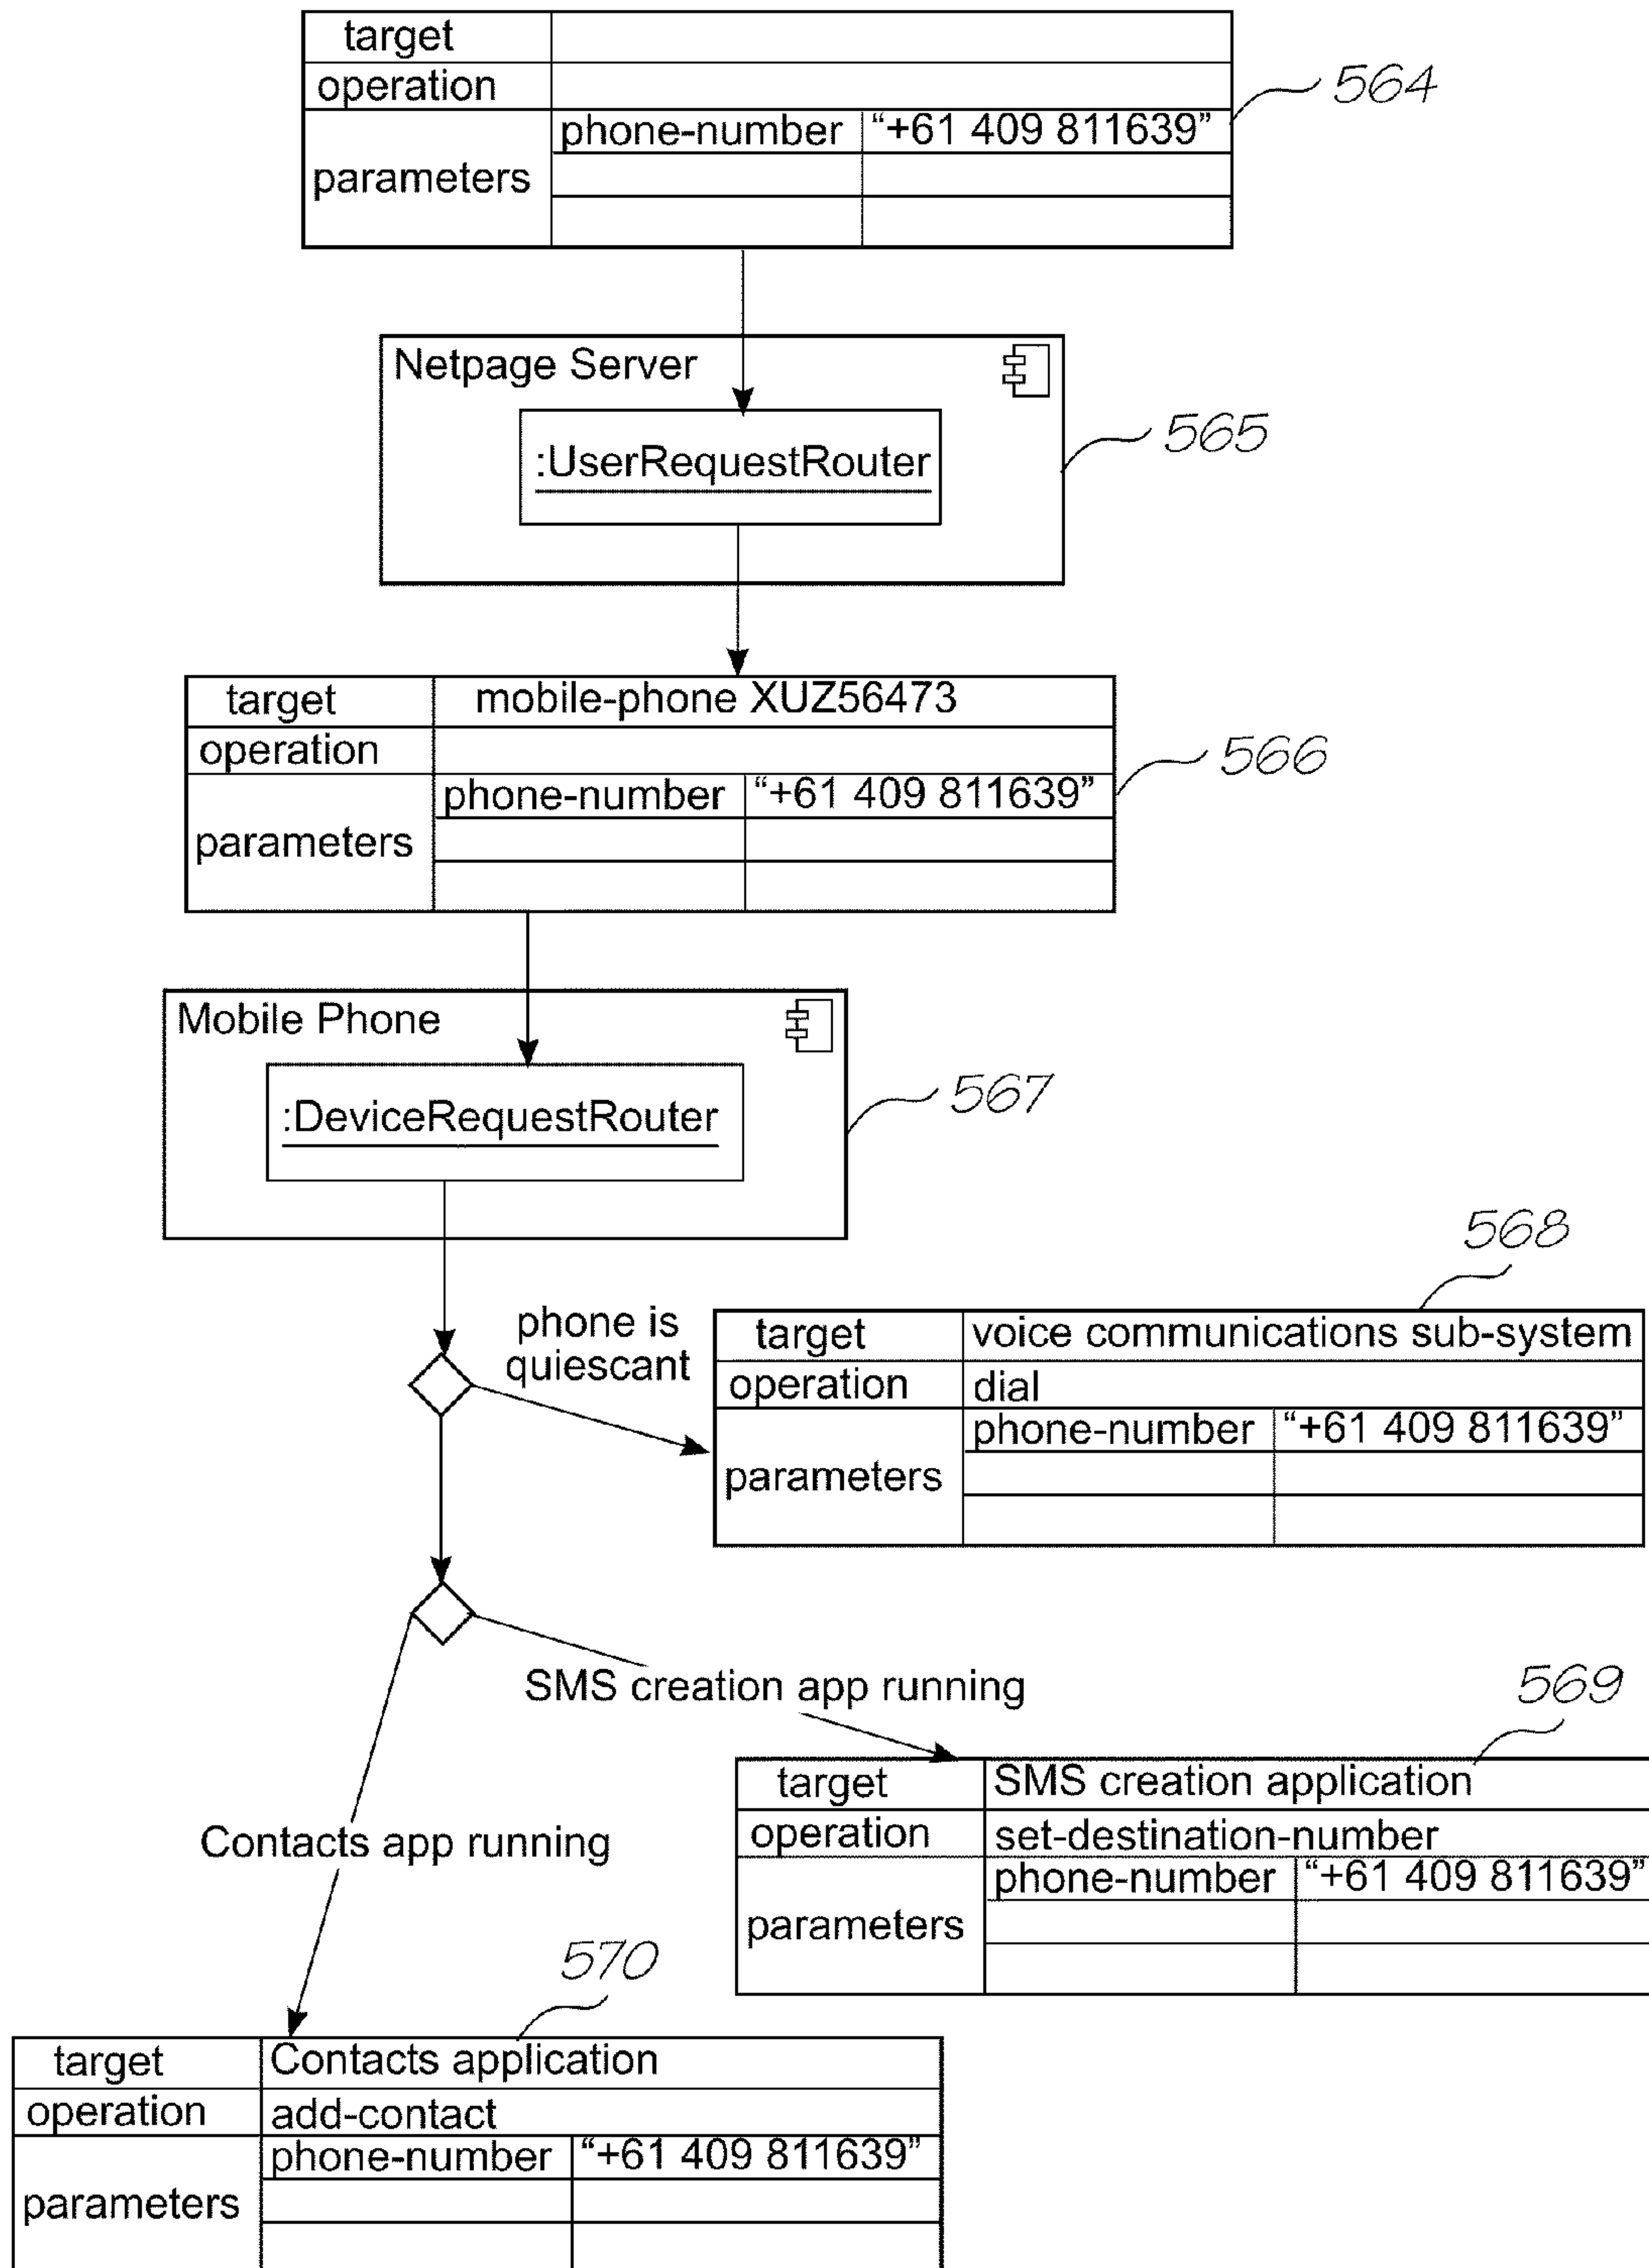 target
operation
parameters
phone-number "+61 409 811639"
564
Netpage Server
:UserRequestRouter
565
target mobile-phone XUZ56473
operation
parameters
phone-number "+61 409 811639"
566
Mobile Phone
:DeviceRequestRouter
567
phone is
quiescant
568
target voice communications sub-system
operation dial
parameters
phone-number "+61 409 811639"
SMS creation app running
569
target SMS creation application
operation set-destination-number
parameters
phone-number "+61 409 811639"
Contacts app running
570
target Contacts application
operation add-contact
parameters
phone-number "+61 409 811639"